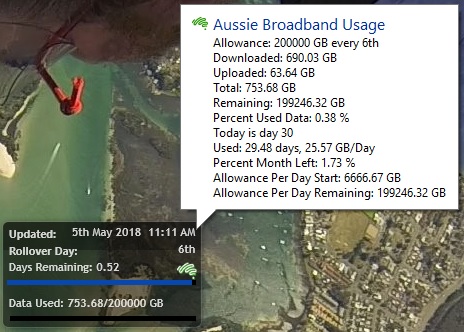 Aussie Broadband Usage
Allowance: 200000 GB every 6th
Downloaded: 690.03 GB
Uploaded: 63.64 GB
Total: 753.68 GB
Remaining: 199246.32 GB
Percent Used Data: 0.38 %
Today is day 30
Used: 29.48 days, 25.57 GB/Day
Percent Month Left: 1.73 %
Allowance Per Day Start: 6666.67 GB
Allowance Per Day Remaining: 199246.32 GB
Updated: 5th May 2018 11:11 AM
Rollover Day: 6th
Days Remaining: 0.52
Data Used: 753.68/200000 GB